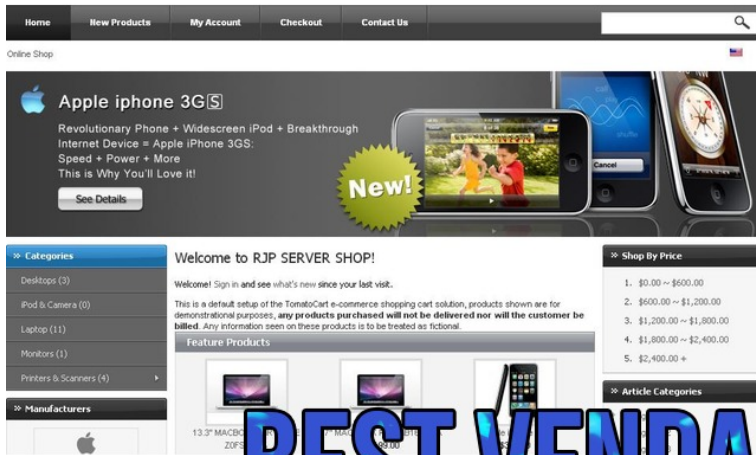 Home New Products My Account Checkout Contact Us
Online Shop
Apple iphone 3GS
Revolutionary Phone + Widescreen iPod + Breakthrough
Internet Device = Apple iPhone 3GS:
Speed + Power + More
This is Why You'll Love it!
See Details
New!
Cancel
» Categories
Desktops (3)
iPod & Camera (0)
Laptop (11)
Monitors (1)
Printers & Scanners (4)
» Manufacturers
Welcome to RJP SERVER SHOP!
Welcome! Sign in and see what's new since your last visit.
This is a default setup of the TomatoCart e-commerce shopping cart solution, products shown are for
demonstrational purposes, any products purchased will not be delivered nor will the customer be
billed. Any information seen on these products is to be treated as fictional.
Feature Products
13.3"
BEST VENDA
» Shop By Price
1. $0.00 ~ $600.00
2. $600.00 ~ $1,200.00
3. $1,200.00 ~ $1,800.00
4. $1,800.00 ~ $2,400.00
5. $2,400.00 +
» Article Categories